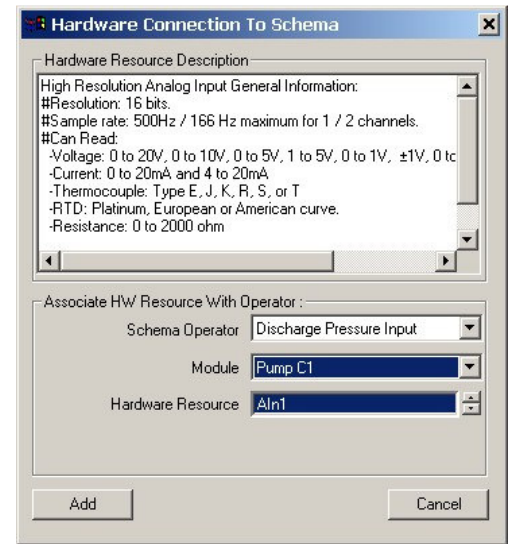 Hardware Connection To Schema
Hardware Resource Description
High Resolution Analog Input General Information:
#Resolution: 16 bits.
#Sample rate: 500Hz / 166 Hz maximum for 1 / 2 channels.
#Can Read:
-Voltage: 0 to 20V, 0 to 10V, 0 to 5V, 1 to 5V, 0 to 1V, ±1V, 0 to
-Current: 0 to 20mA and 4 to 20mA
-Thermocouple: Type E, J, K, R, S, or T
-RTD: Platinum, European or American curve.
-Resistance: 0 to 2000 ohm
Associate HW Resource With Operator :
Schema Operator Discharge Pressure Input
Module Pump C1
Hardware Resource AIn1
Add Cancel